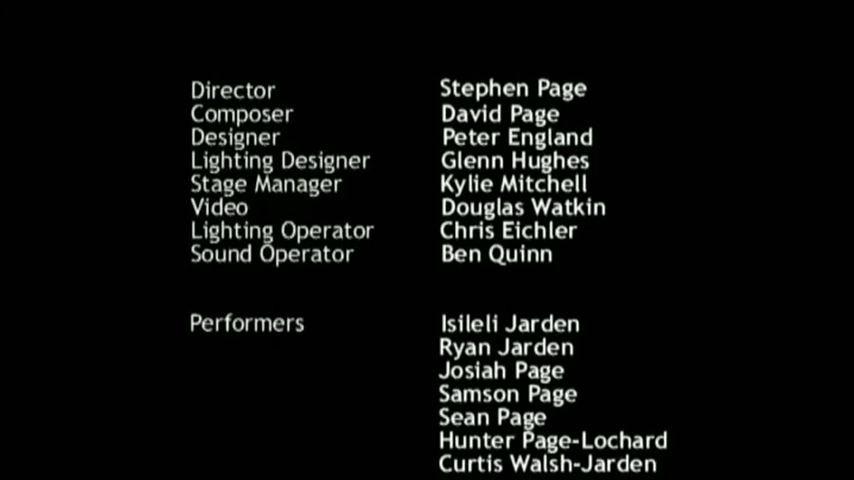 Director Stephen Page
Composer David Page
Designer Peter England
Lighting Designer Glenn Hughes
Stage Manager Kylie Mitchell
Video Douglas Watkin
Lighting Operator Chris Eichler
Sound Operator Ben Quinn
Performers Isileli Jarden
Ryan Jarden
Josiah Page
Samson Page
Sean Page
Hunter Page-Lochard
Curtis Walsh-Jarden